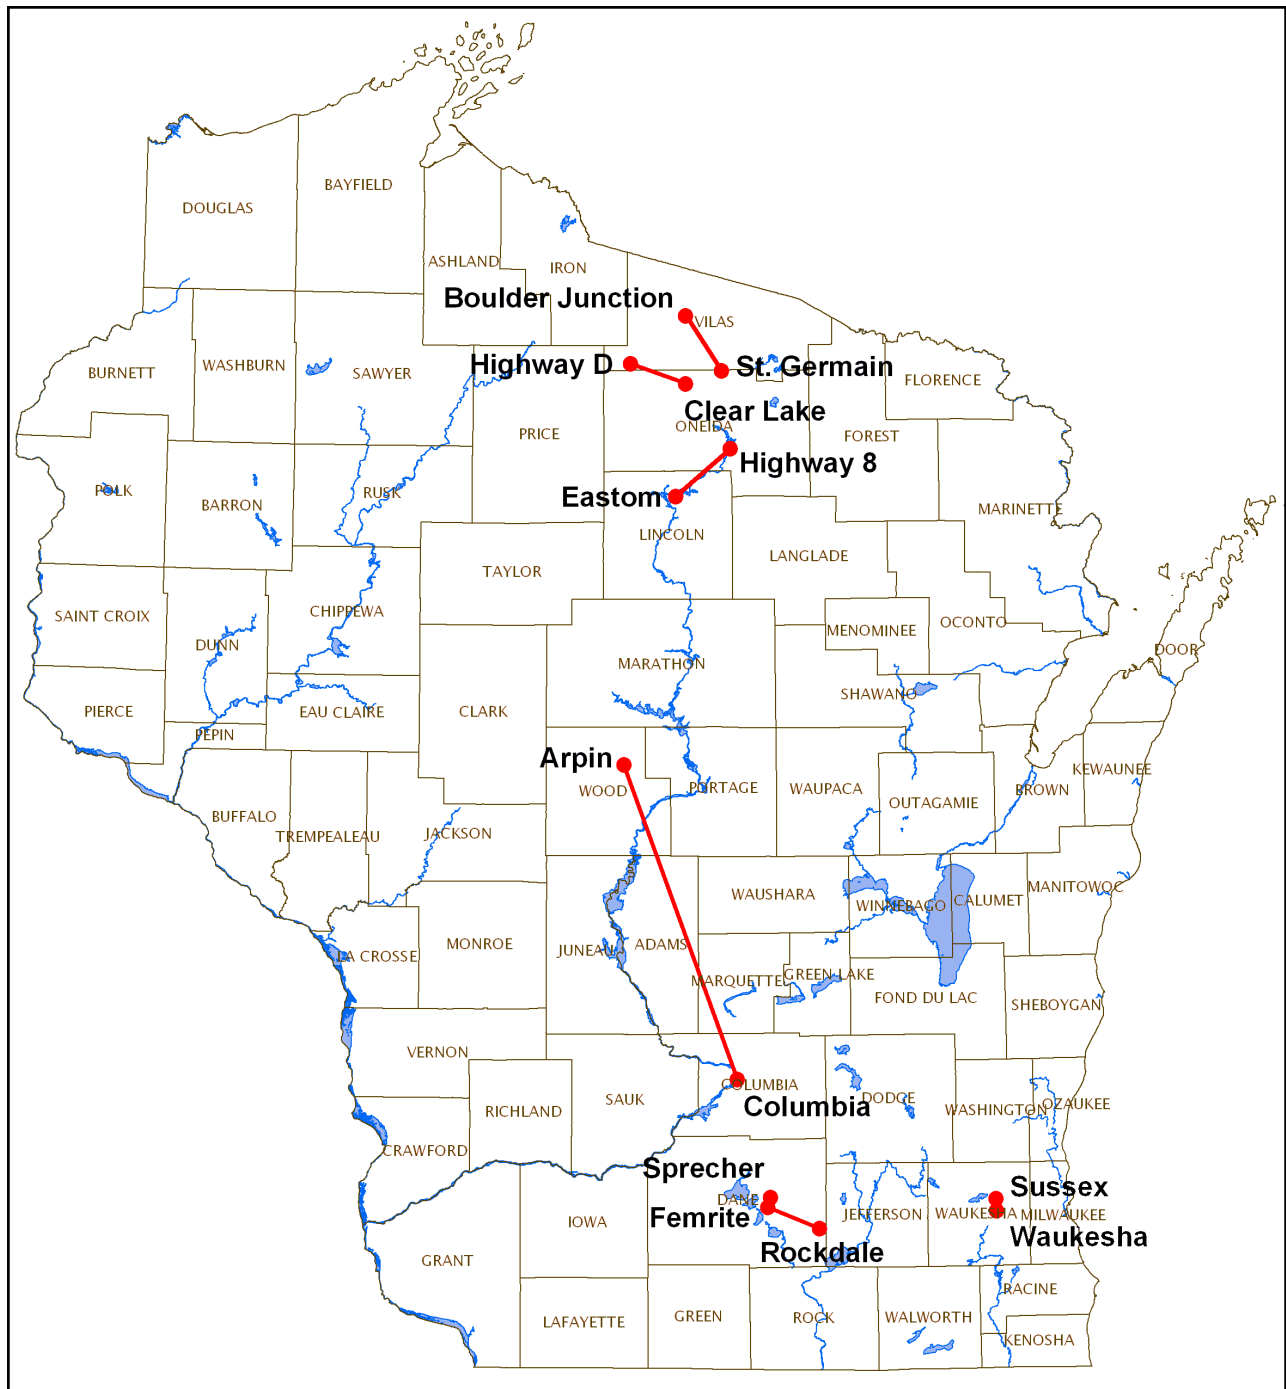 BAYFIELD
DOUGLAS
ASHLAND
IRON
Boulder Junction
VILAS
WASHBURN
BURNETT
SAWYER
Highway D
St. Germain
FLORENCE
Clear Lake
ONEIDA
PRICE
FOREST
Highway 8
POLK
RUSK
Eastom
BARRON
MARINETTE
LINCOLN
LANGLADE
TAYLOR
SAINT CROIX
CHIPPEWA
OCONTO
MENOMINEE
DUNN
DOOR
MARATHON
SHAWANO
PIERCE
EAU CLAIRE
CLARK
PEPIN
Arpin
KEWAUNEE
WOOD
PORTAGE
WAUPACA
BROWN
OUTAGAMIE
BUFFALO
TREMPEALEAU
JACKSON
WAUSHARA
MANITOWOC
WINNEBAGO
CALUMET
MONROE
JUNEAU
ADAMS
LA CROSSE
GREEN LAKE
MARQUETTE
FOND DU LAC
SHEBOYGAN
VERNON
COLUMBIA
SAUK
DODGE
Columbia
RICHLAND
WASHINGTON
OZAUKEE
CRAWFORD
Sprecher
Sussex
DANE
Femrite
IOWA
JEFFERSON
WAUKESHA
MILWAUKEE
Waukesha
Rockdale
GRANT
RACINE
LAFAYETTE
GREEN
ROCK
WALWORTH
KENOSHA